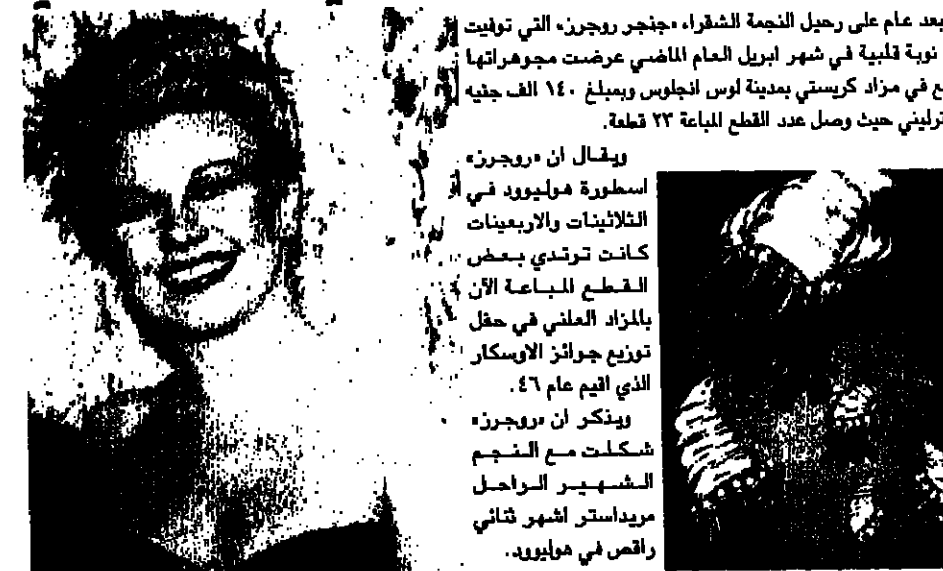 بعد عام على رحيل النجمة الشقراء «جنجر روجرز» التي توفيت
نوبة قلبية في شهر ابريل العام الماضي عرضت مجوهراتها
ع في مزاد كريستي بمدينة لوس انجلوس وبمبلغ ١٤٠ الف جنيه
ترليني حيث وصل عدد القطع المباعة ٢٣ قطعة.
ويقال ان «روجرز»
اسطورة هوليوود في
الثلاثينات والاربعينات
كانت ترتدي بعض
القطع المباعة الآن
بالمزاد العلني في حفل
توزيع جوائز الاوسكار
الذي اقيم عام ٤٦.
ويذكر ان «روجرز»
شكلت مع النجم
الشهير الراحل
مريداستر اشهر ثنائي
راقص في هوليوود.